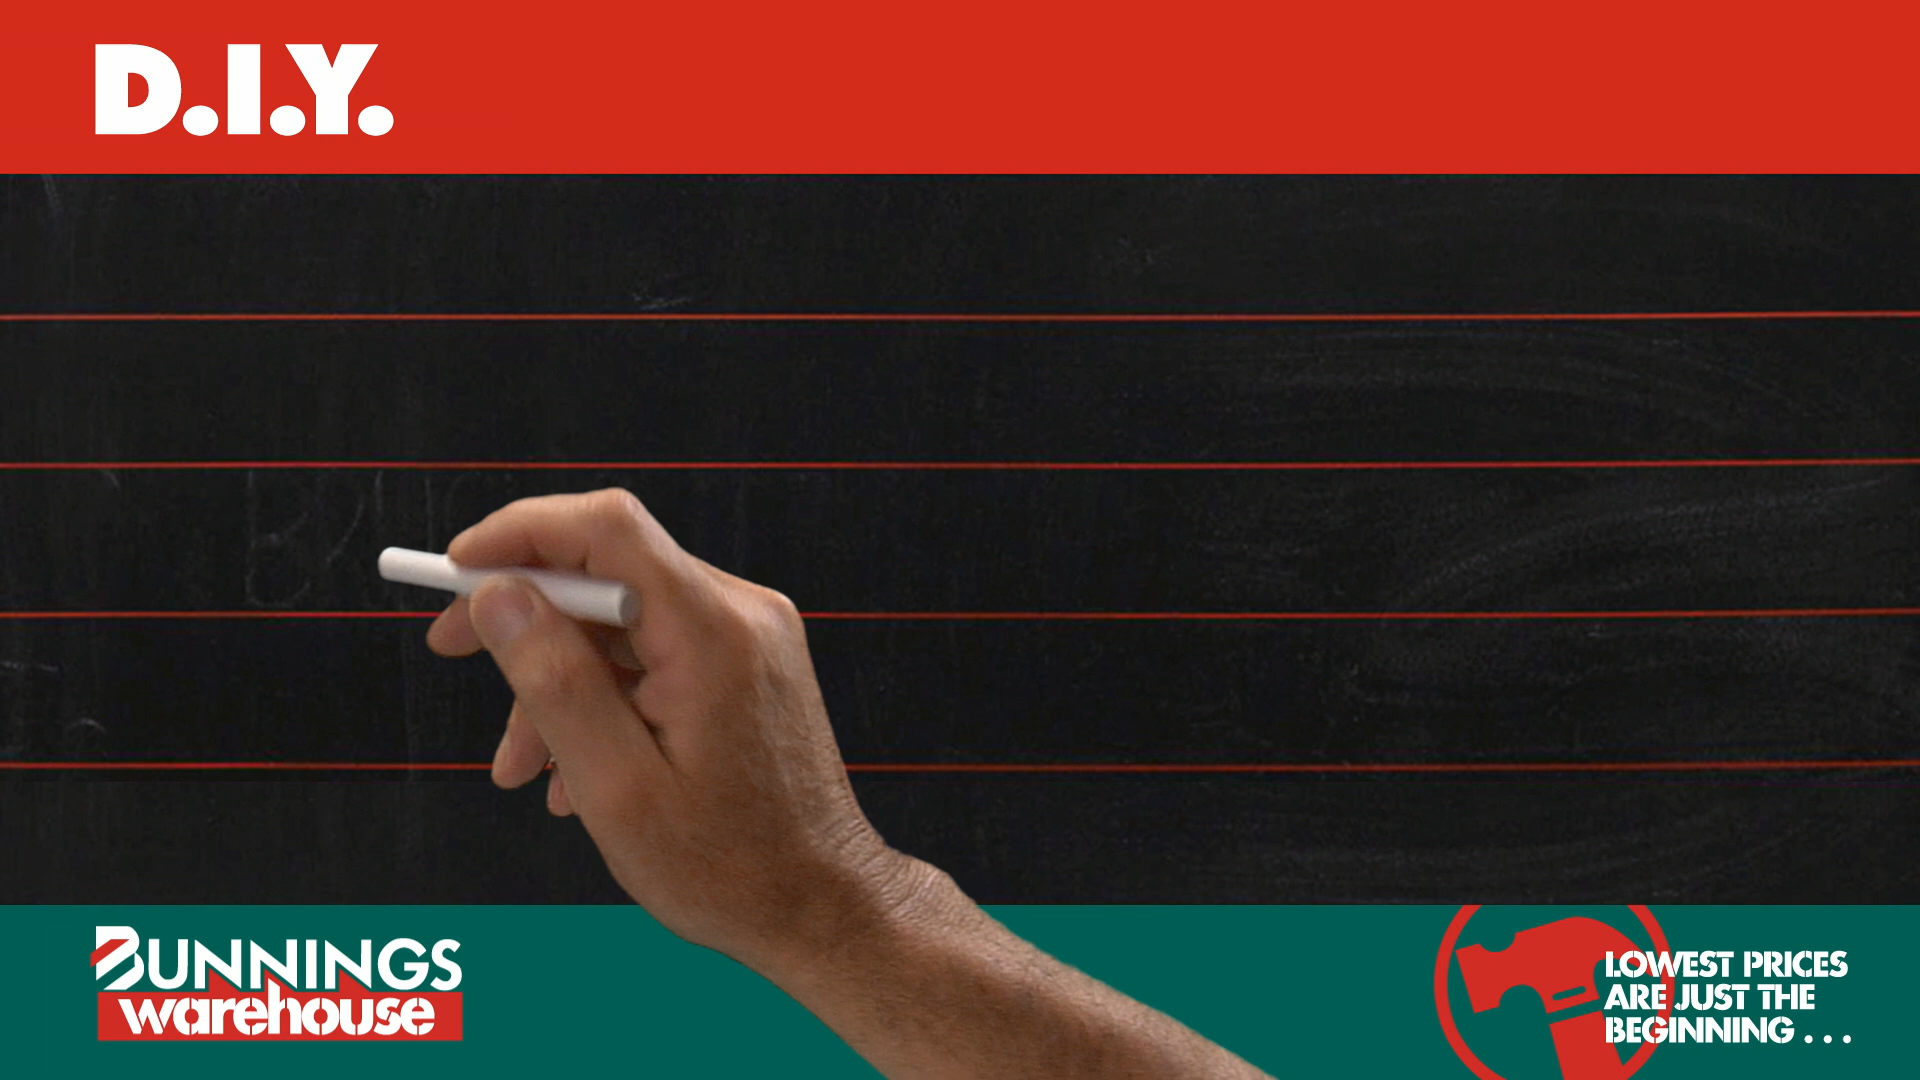 D.I.Y.
BUNNINGS
warehouse
LOWEST PRICES
ARE JUST THE
BEGINNING . . .